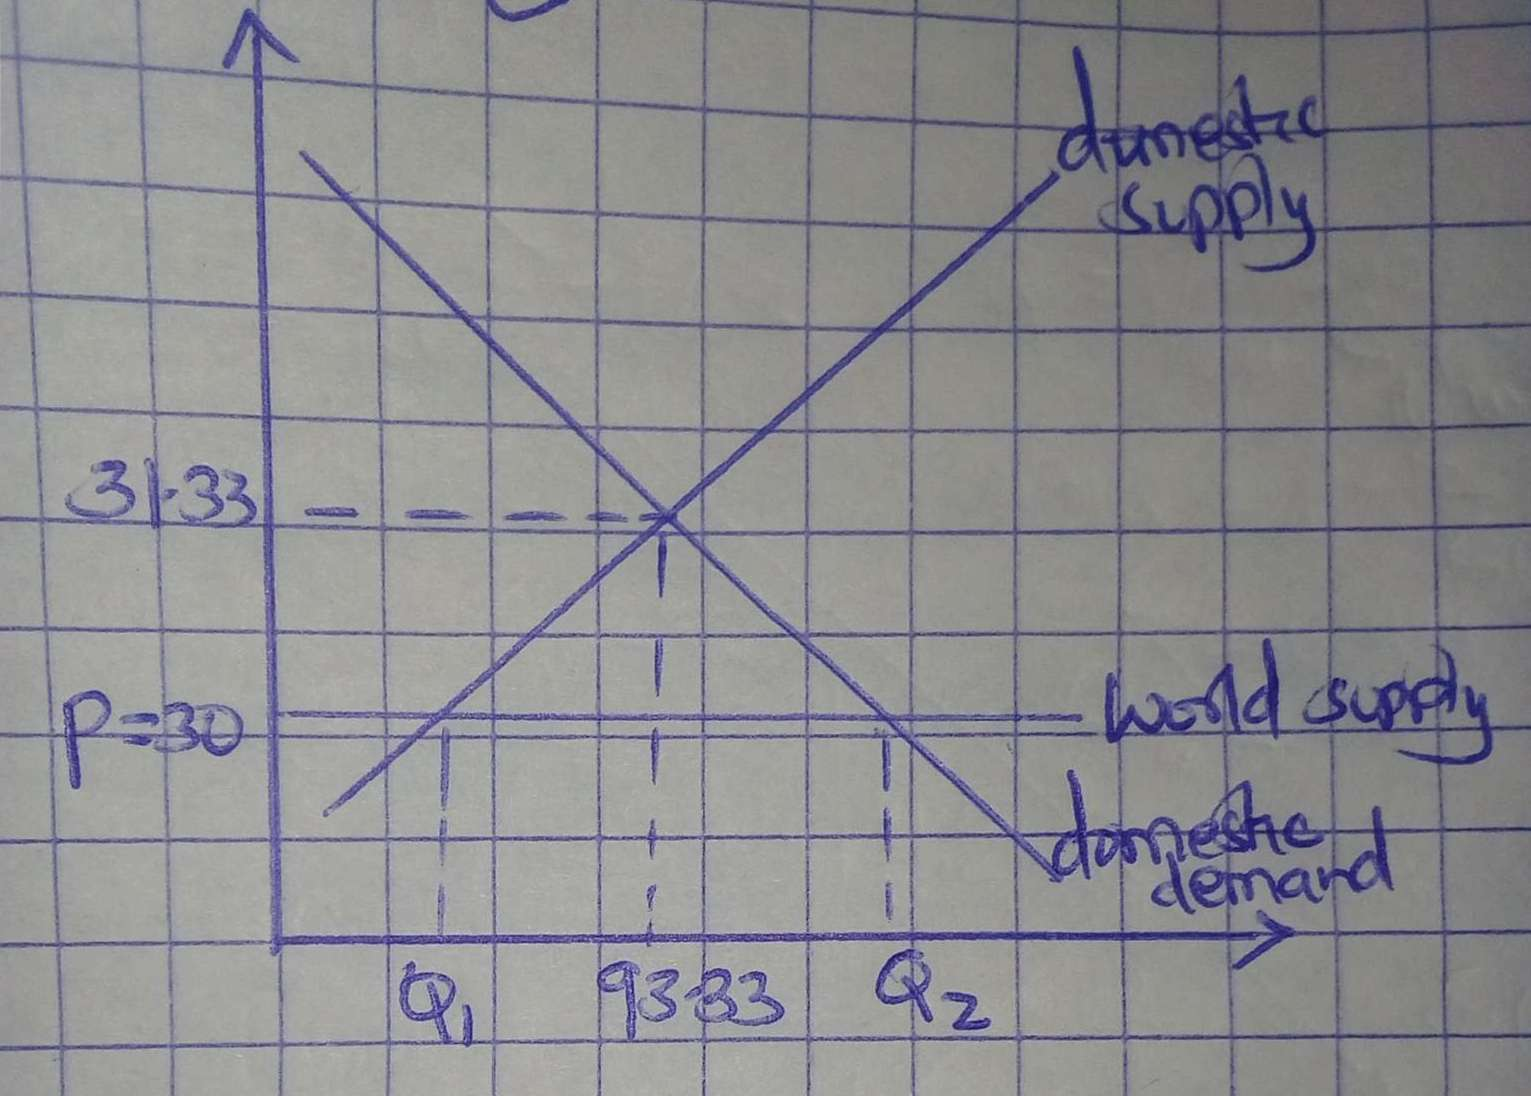 domestic
supply
31.33
P=30
world supply
domestic
demand
Q1
93.33
Q2